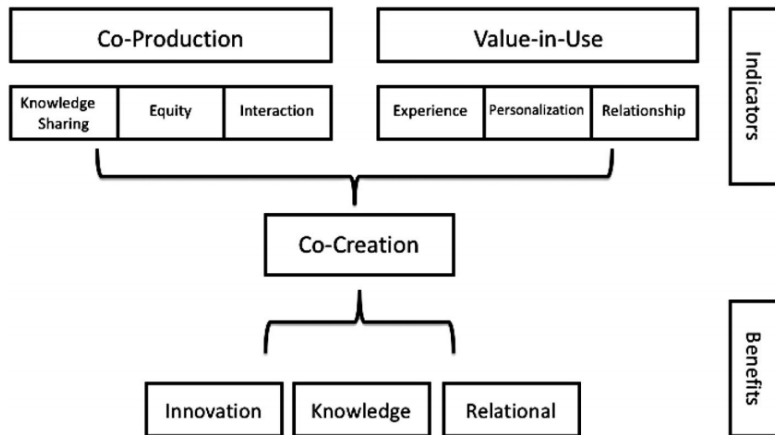 Co-Production
Value-in-Use
Indicators
Knowledge
Sharing
Equity
Interaction
Experience
Personalization
Relationship
Co-Creation
Benefits
Innovation
Knowledge
Relational